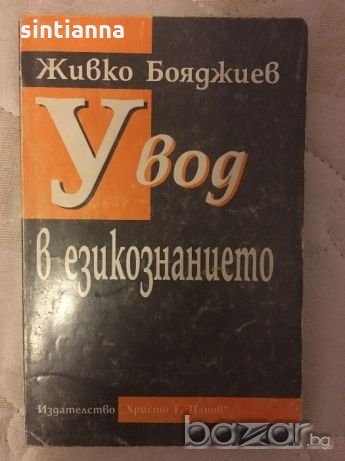 sintianna
Живко Бояджиев
Увод
в езикознанието
Издателство „Христо Г. Данов“
bazar.bg